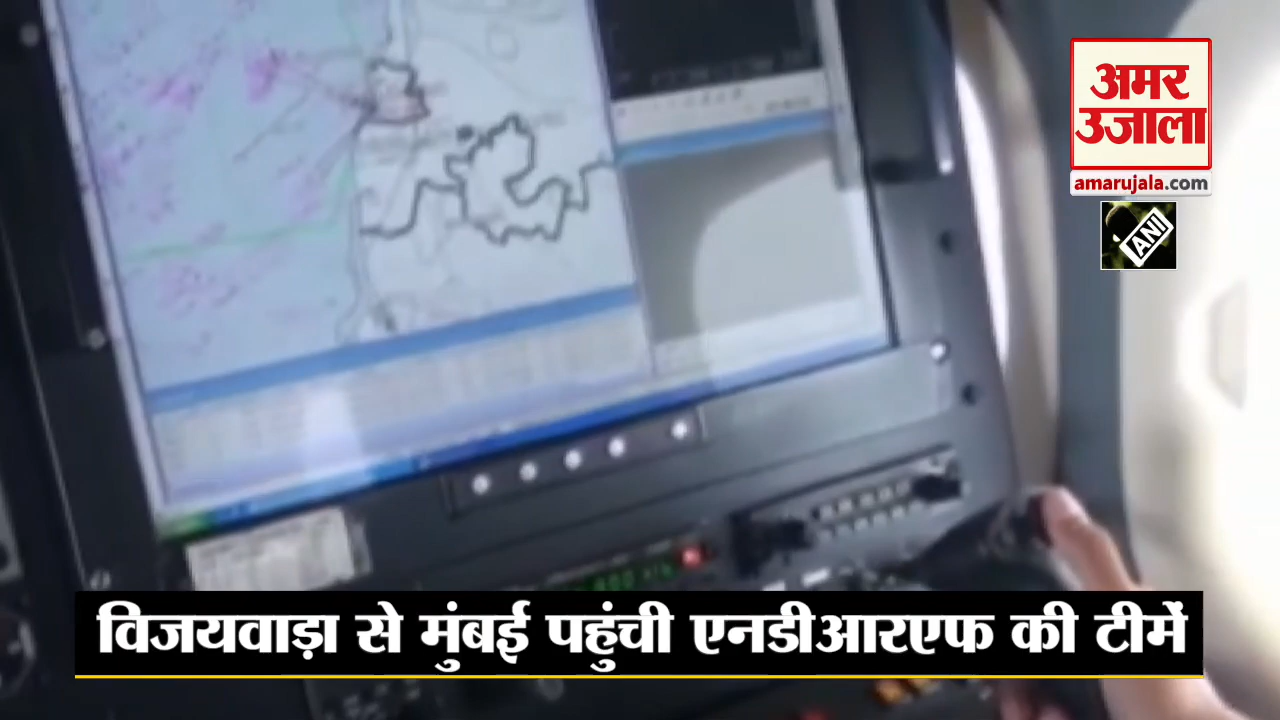 अमर
उजाला
amarujala.com
ANI
विजयवाड़ा से मुंबई पहुंची एनडीआरएफ की टीमें